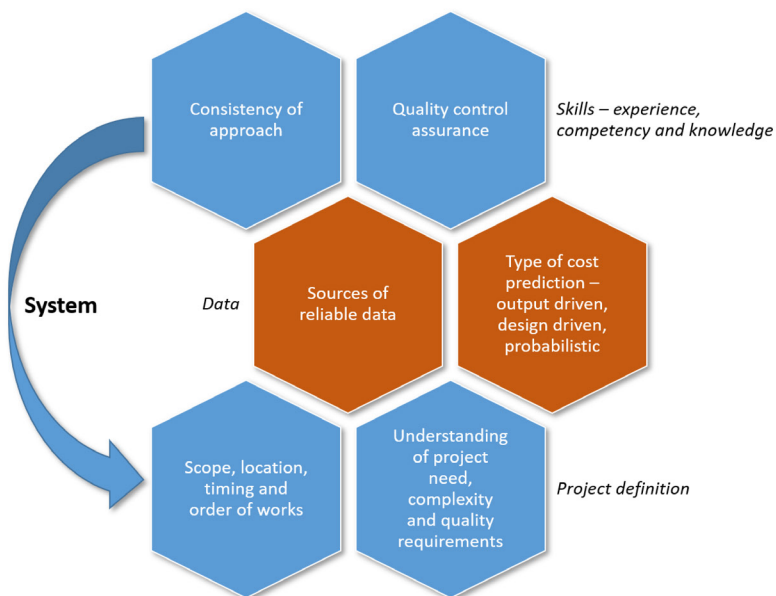 Consistency of
approach
Quality control
assurance
Skills – experience,
competency and knowledge
System
Data
Sources of
reliable data
Type of cost
prediction –
output driven,
design driven,
probabilistic
Scope, location,
timing and
order of works
Understanding
of project
need,
complexity
and quality
requirements
Project definition